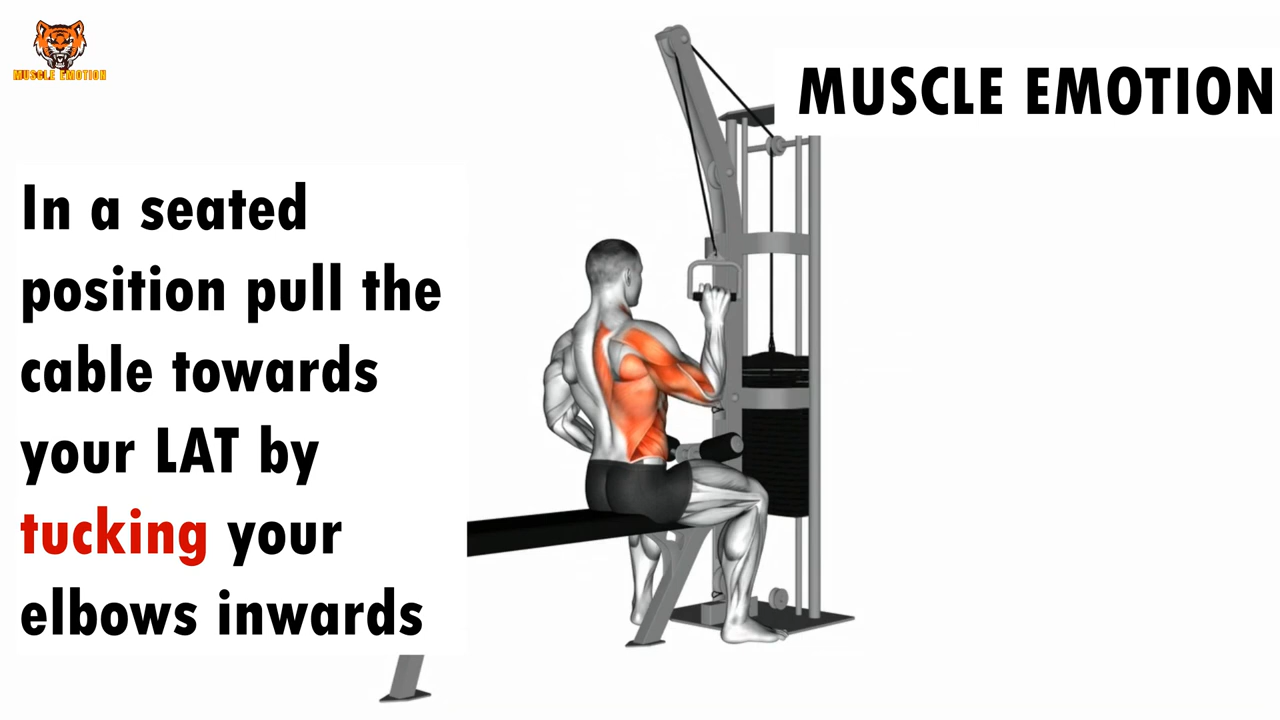 MUSCLE EMOTION
MUSCLE EMOTION
In a seated
position pull the
cable towards
your LAT by
tucking your
elbows inwards